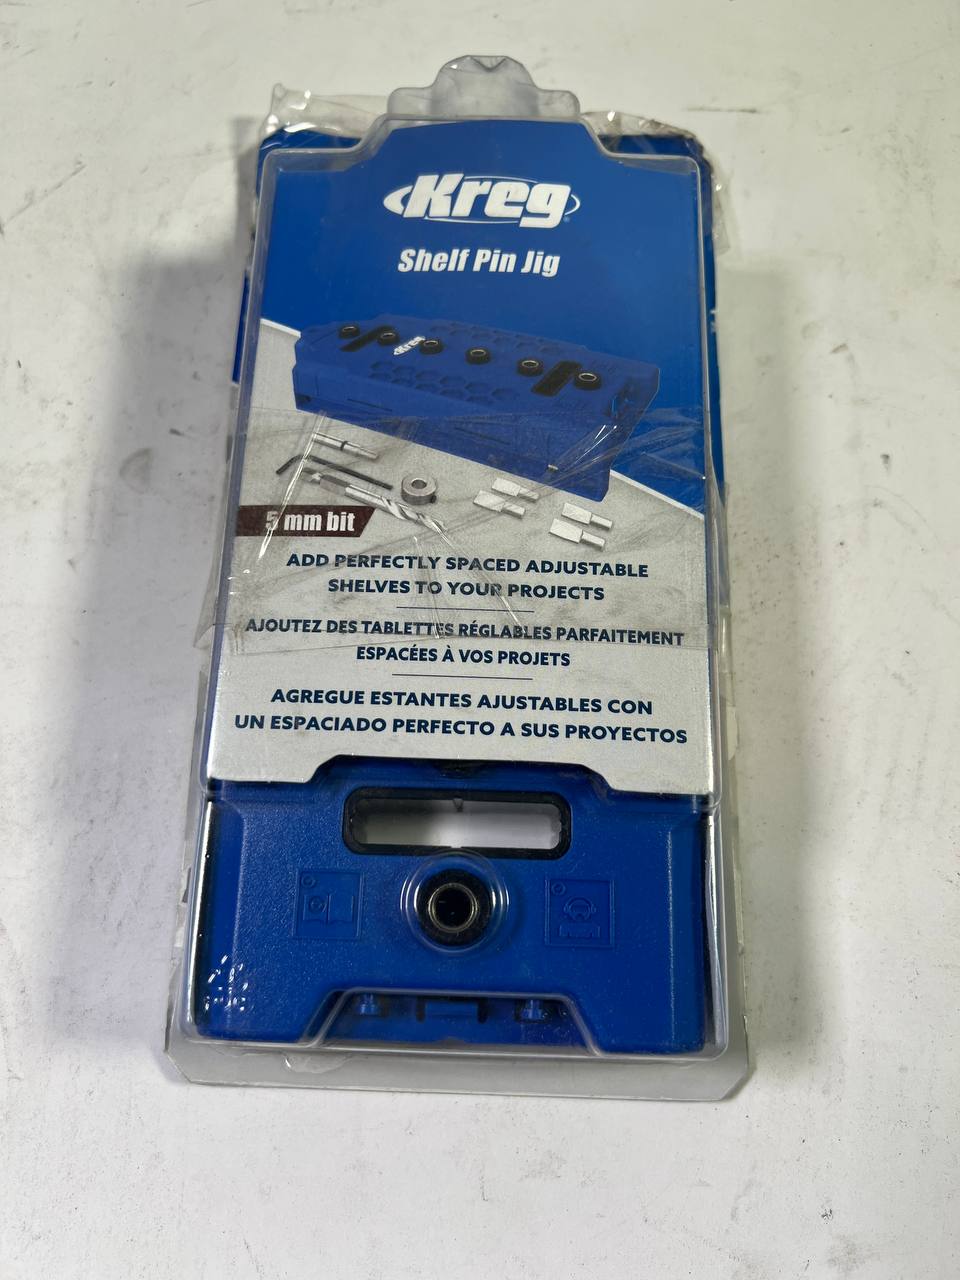 Kreg
Shelf Pin Jig
Kreg
5 mm bit
ADD PERFECTLY SPACED ADJUSTABLE
SHELVES TO YOUR PROJECTS
AJOUTEZ DES TABLETTES RÉGLABLES PARFAITEMENT
ESPACÉES À VOS PROJETS
AGREGUE ESTANTES AJUSTABLES CON
UN ESPACIADO PERFECTO A SUS PROYECTOS